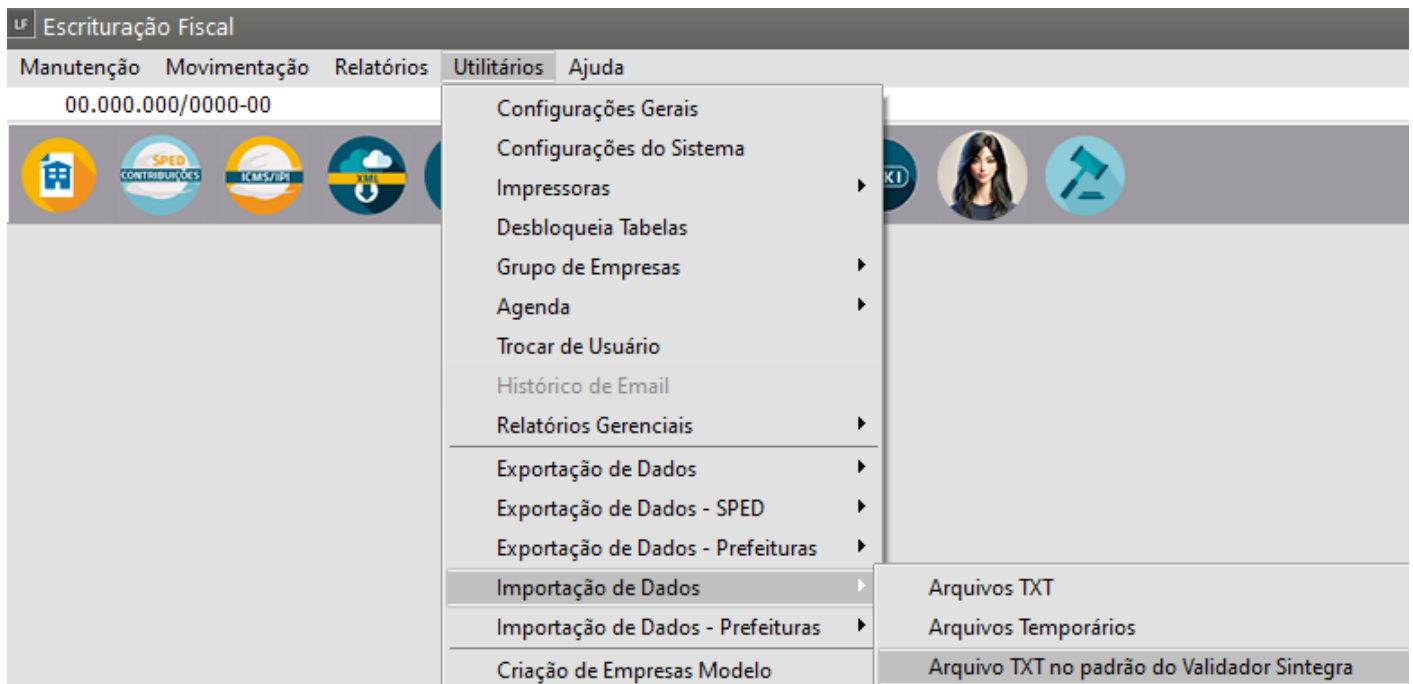 LF Escrituração Fiscal
Manutenção Movimentação Relatórios Utilitários Ajuda
00.000.000/0000-00
SPED
CONTRIBUIÇÕES
ICMS/IPI
XML
Configurações Gerais
Configurações do Sistema
Impressoras
Desbloqueia Tabelas
Grupo de Empresas
Agenda
Trocar de Usuário
Histórico de Email
Relatórios Gerenciais
Exportação de Dados
Exportação de Dados - SPED
Exportação de Dados - Prefeituras
Importação de Dados
Importação de Dados - Prefeituras
Criação de Empresas Modelo
Arquivos TXT
Arquivos Temporários
Arquivo TXT no padrão do Validador Sintegra